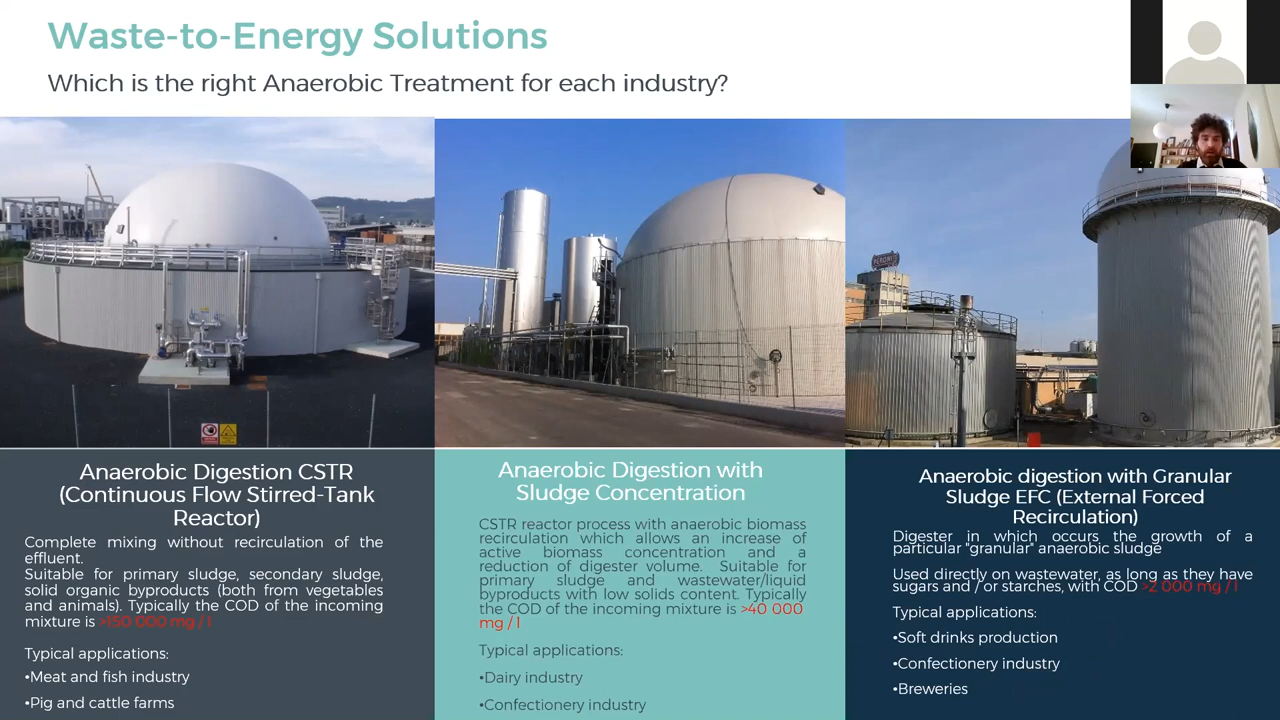 Waste-to-Energy Solutions
Which is the right Anaerobic Treatment for each industry?
PERONI
Anaerobic Digestion CSTR
(Continuous Flow Stirred-Tank
Reactor)
Complete mixing without recirculation of the
effluent.
Suitable for primary sludge, secondary sludge,
solid organic byproducts (both from vegetables
and animals). Typically the COD of the incoming
mixture is >150 000 mg / l
Typical applications:
•Meat and fish industry
•Pig and cattle farms
Anaerobic Digestion with
Sludge Concentration
CSTR reactor process with anaerobic biomass
recirculation which allows an increase of
active biomass concentration and a
reduction of digester volume. Suitable for
primary sludge and wastewater/liquid
byproducts with low solids content. Typically
the COD of the incoming mixture is >40 000
mg / l
Typical applications:
•Dairy industry
•Confectionery industry
Anaerobic digestion with Granular
Sludge EFC (External Forced
Recirculation)
Digester in which occurs the growth of a
particular "granular" anaerobic sludge
Used directly on wastewater, as long as they have
sugars and / or starches, with COD >2 000 mg / l
Typical applications:
•Soft drinks production
•Confectionery industry
•Breweries